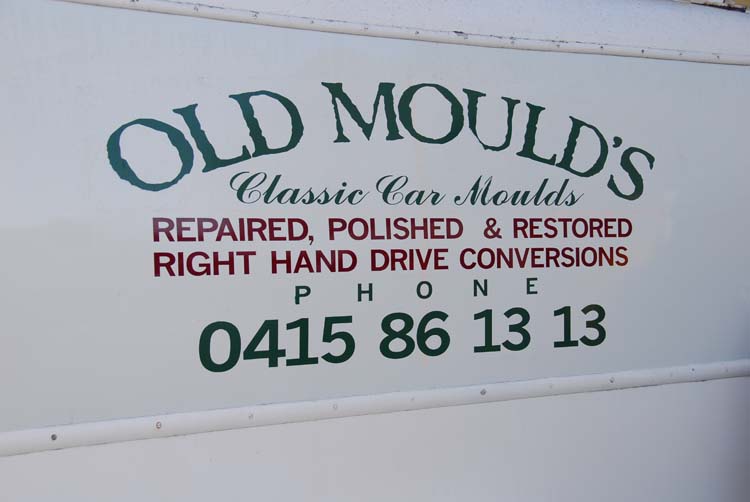 OLD MOULD'S
Classic Car Moulds
REPAIRED, POLISHED & RESTORED
RIGHT HAND DRIVE CONVERSIONS
PHONE
0415 86 13 13